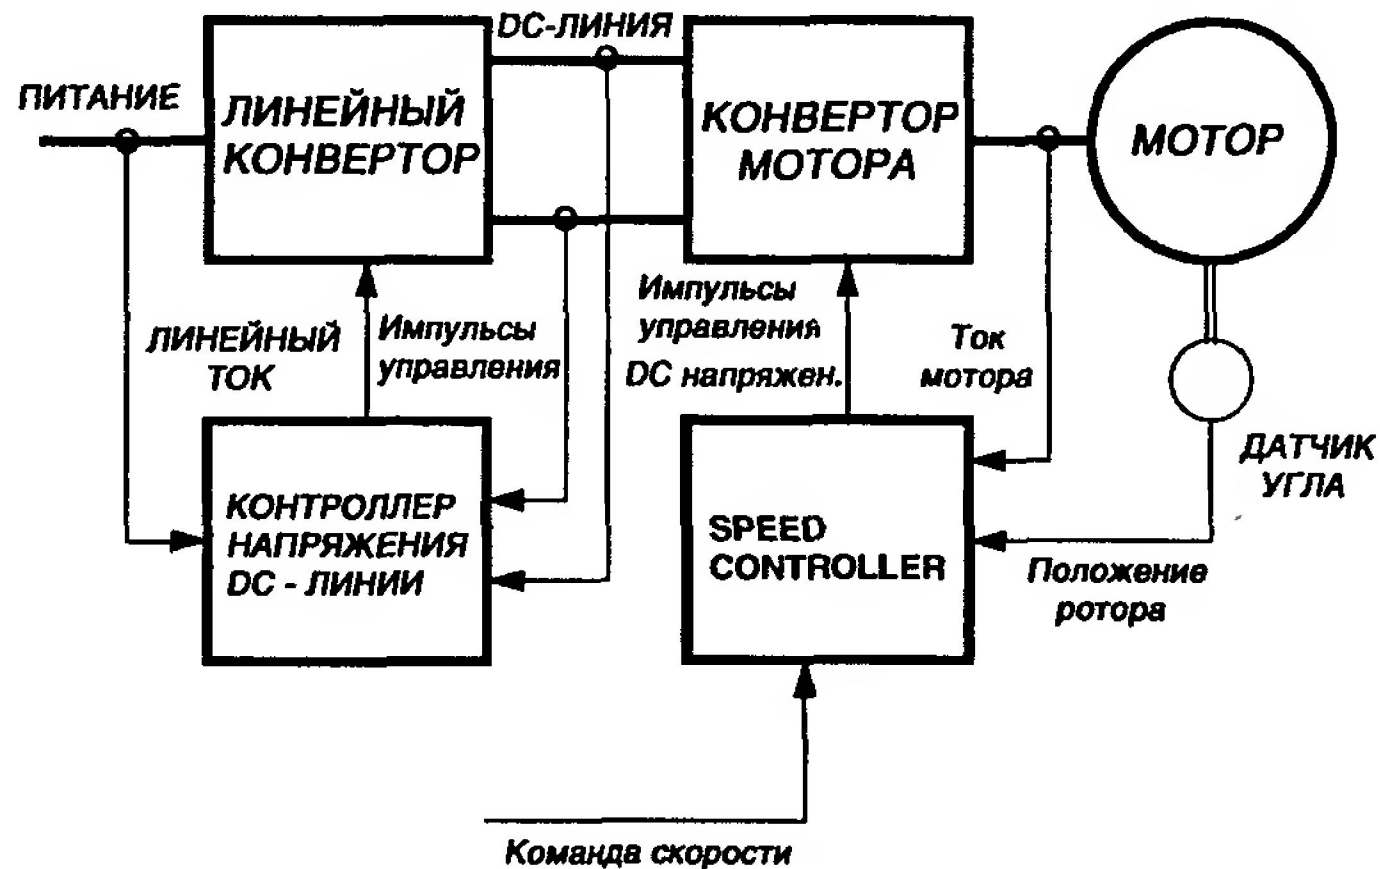 DC-ЛИНИЯ
ПИТАНИЕ
ЛИНЕЙНЫЙ
КОНВЕРТОР
КОНВЕРТОР
МОТОРА
МОТОР
ЛИНЕЙНЫЙ
ТОК
Импульсы
управления
Импульсы
управления
DC напряжен.
Ток
мотора
ДАТЧИК
УГЛА
КОНТРОЛЛЕР
НАПРЯЖЕНИЯ
DC - ЛИНИИ
SPEED
CONTROLLER
Положение
ротора
Команда скорости